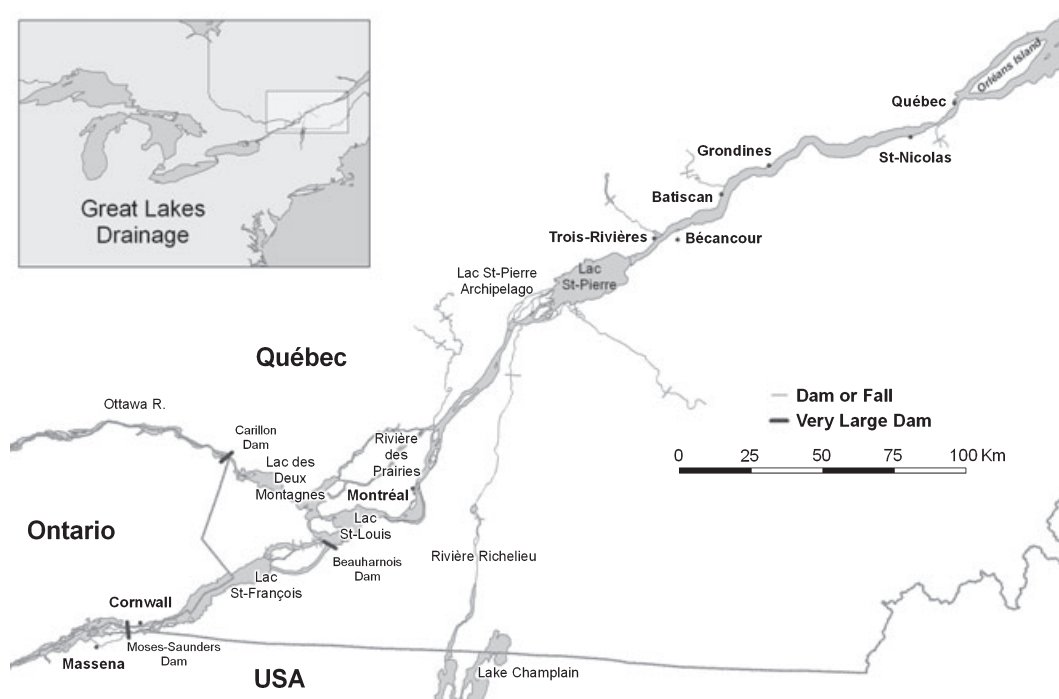 Great Lakes
Drainage
Orléans Island
Québec
St-Nicolas
Grondines
Batiscan
Trois-Rivières
Bécancour
Lac St-Pierre
Archipelago
Lac
St-Pierre
Québec
Dam or Fall
Very Large Dam
0 25 50 75 100 Km
Ottawa R.
Carillon
Dam
Rivière
des
Prairies
Lac des
Deux
Montagnes
Montréal
Ontario
Lac
St-Louis
Beauharnois
Dam
Rivière Richelieu
Lac
St-François
Cornwall
Moses-Saunders
Dam
Massena
USA
Lake Champlain